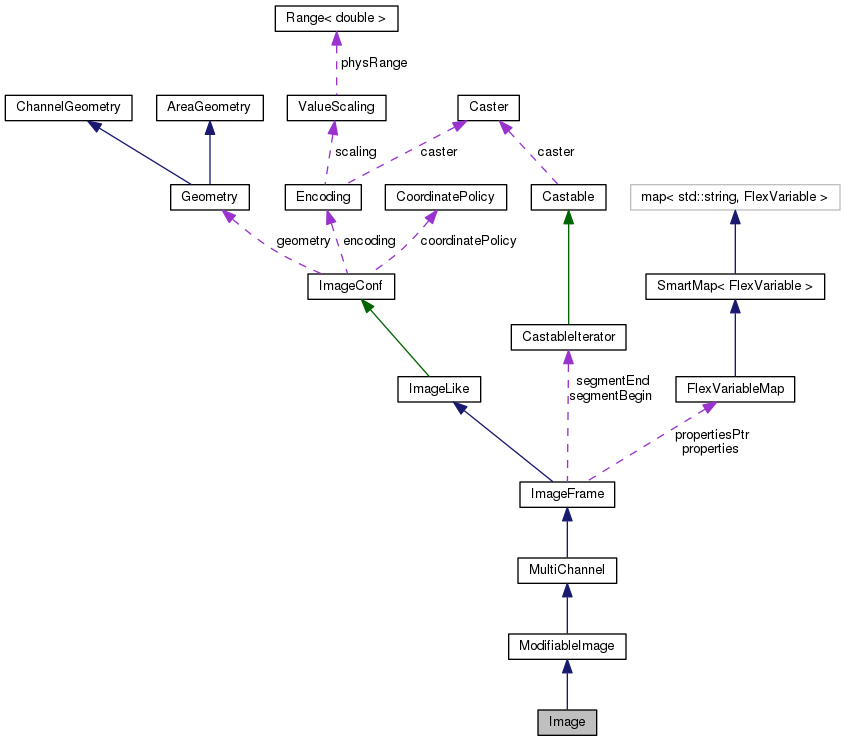 Range< double >
physRange
ChannelGeometry
AreaGeometry
ValueScaling
Caster
scaling
caster
caster
Geometry
Encoding
CoordinatePolicy
Castable
map< std::string, FlexVariable >
geometry
encoding
coordinatePolicy
ImageConf
SmartMap< FlexVariable >
CastableIterator
segmentEnd
segmentBegin
ImageLike
FlexVariableMap
propertiesPtr
properties
ImageFrame
MultiChannel
ModifiableImage
Image